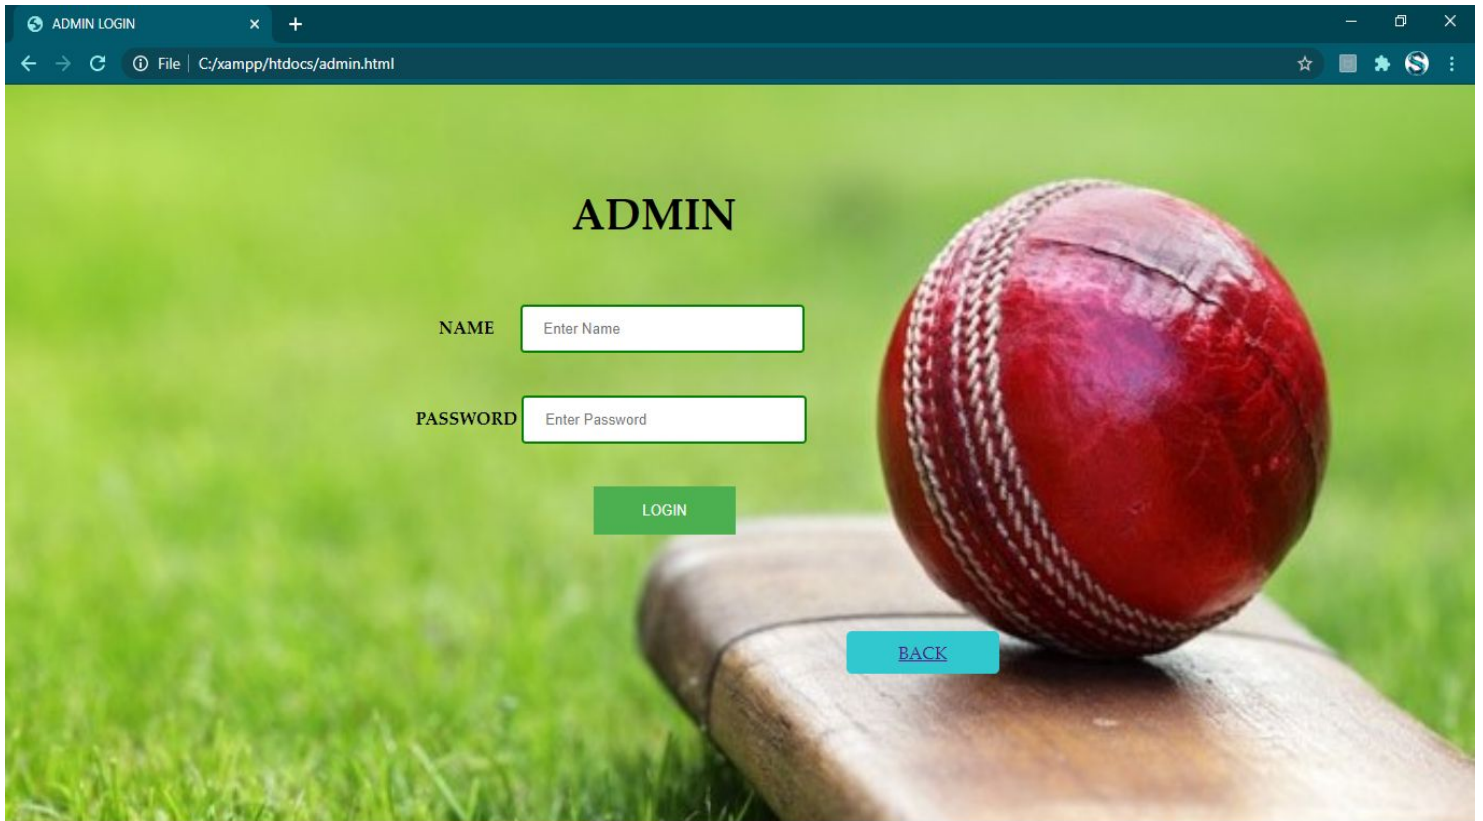 ADMIN LOGIN
File C:/xampp/htdocs/admin.html
ADMIN
NAME Enter Name
PASSWORD Enter Password
LOGIN
BACK